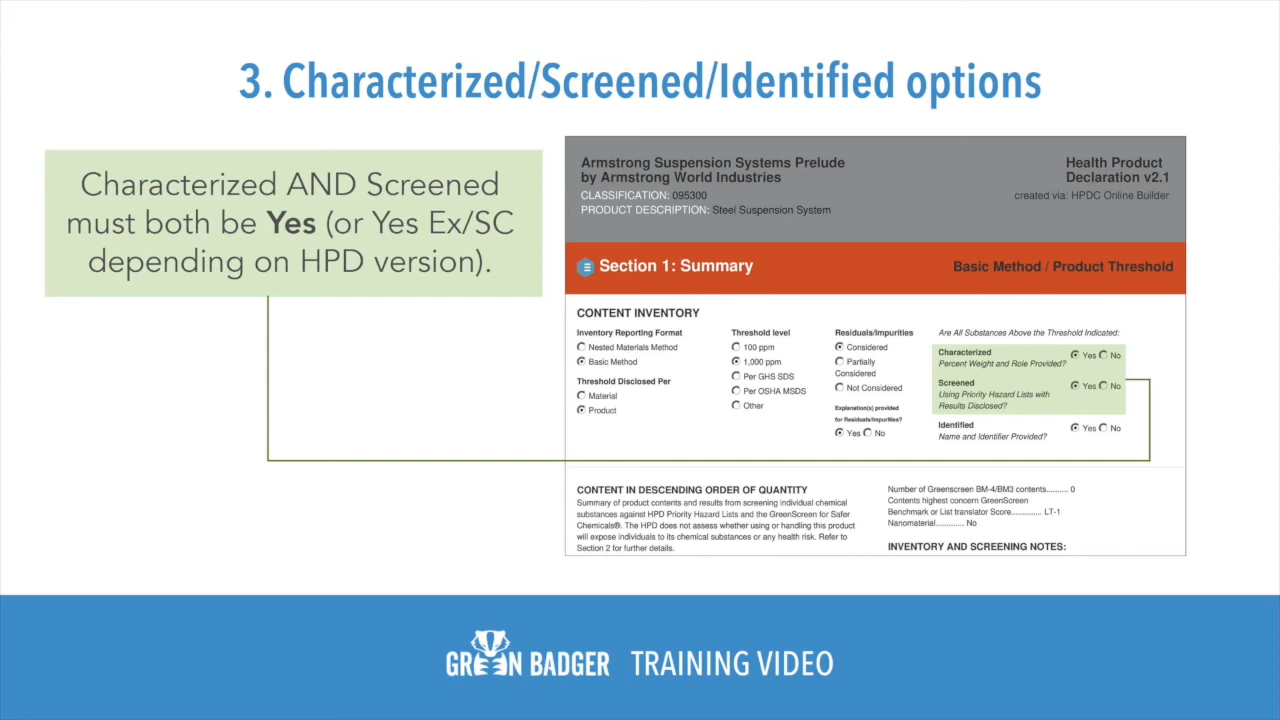 3. Characterized/Screened/Identified options
Characterized AND Screened
must both be Yes (or Yes Ex/SC
depending on HPD version).
Armstrong Suspension Systems Prelude
by Armstrong World Industries
CLASSIFICATION: 095300
PRODUCT DESCRIPTION: Steel Suspension System
Health Product
Declaration v2.1
created via: HPDC Online Builder
Section 1: Summary
Basic Method / Product Threshold
CONTENT INVENTORY
Inventory Reporting Format
Nested Materials Method
Basic Method
Threshold Disclosed Per
Material
Product
Threshold level
100 ppm
1,000 ppm
Per GHS SDS
Per OSHA MSDS
Other
Residuals/Impurities
Considered
Partially
Considered
Not Considered
Explanation(s) provided
for Residuals/Impurities?
Yes No
Are All Substances Above the Threshold Indicated:
Characterized
Percent Weight and Role Provided?
Yes No
Screened
Using Priority Hazard Lists with
Results Disclosed?
Yes No
Identified
Name and Identifier Provided?
Yes No
CONTENT IN DESCENDING ORDER OF QUANTITY
Summary of product contents and results from screening individual chemical
substances against HPD Priority Hazard Lists and the GreenScreen for Safer
Chemicals®. The HPD does not assess whether using or handling this product
will expose individuals to its chemical substances or any health risk. Refer to
Section 2 for further details.
Number of Greenscreen BM-4/BM3 contents.......... 0
Contents highest concern GreenScreen
Benchmark or List translator Score............. LT-1
Nanomaterial............. No
INVENTORY AND SCREENING NOTES:
GREEN BADGER TRAINING VIDEO